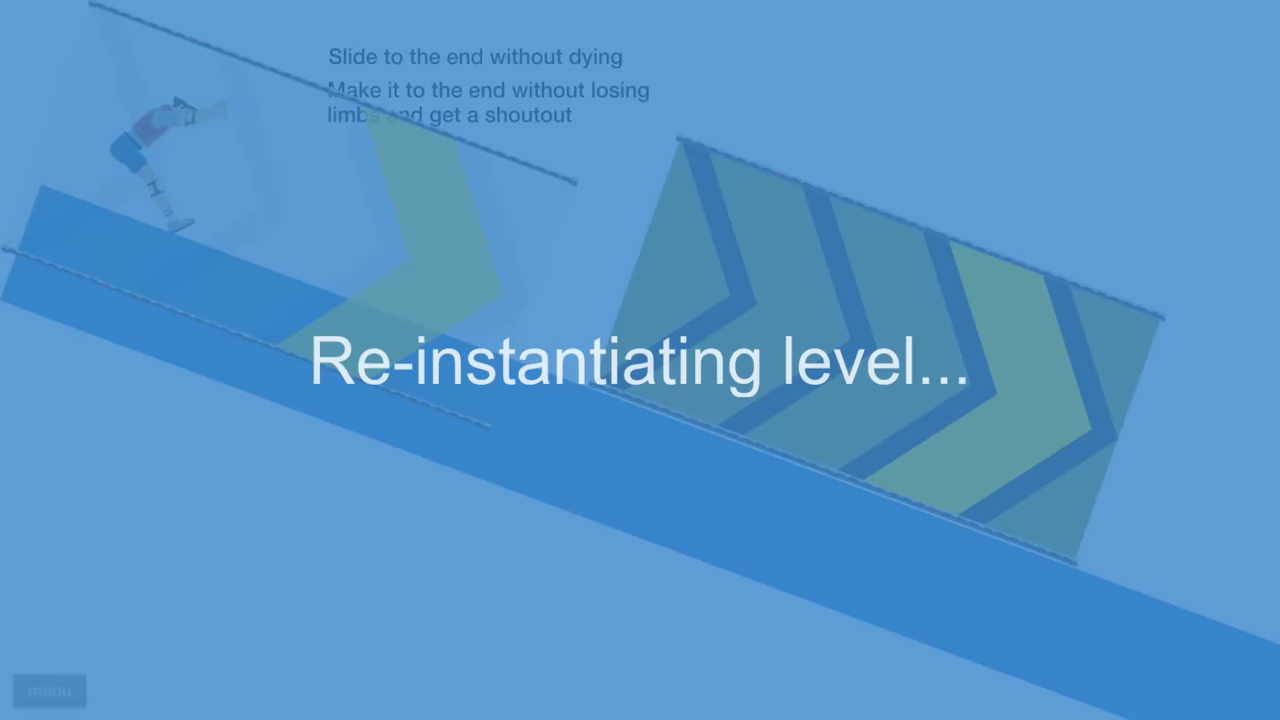 Slide to the end without dying
Make it to the end without losing
limbs and get a shoutout
Re-instantiating level...
menu